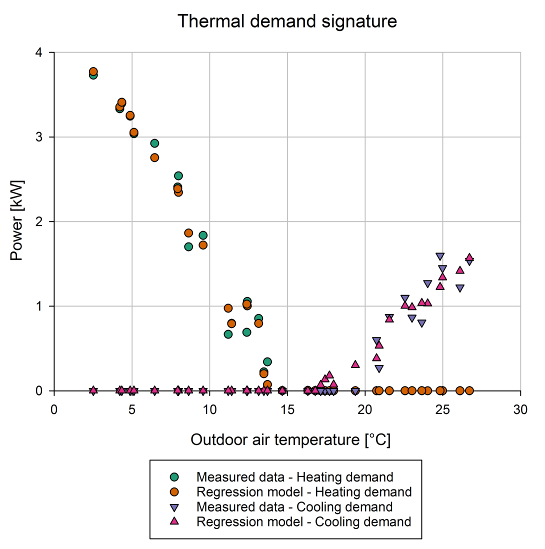 Thermal demand signature
4
3
2
1
0
Power [kW]
0 5 10 15 20 25 30
Outdoor air temperature [°C]
Measured data - Heating demand
Regression model - Heating demand
Measured data - Cooling demand
Regression model - Cooling demand